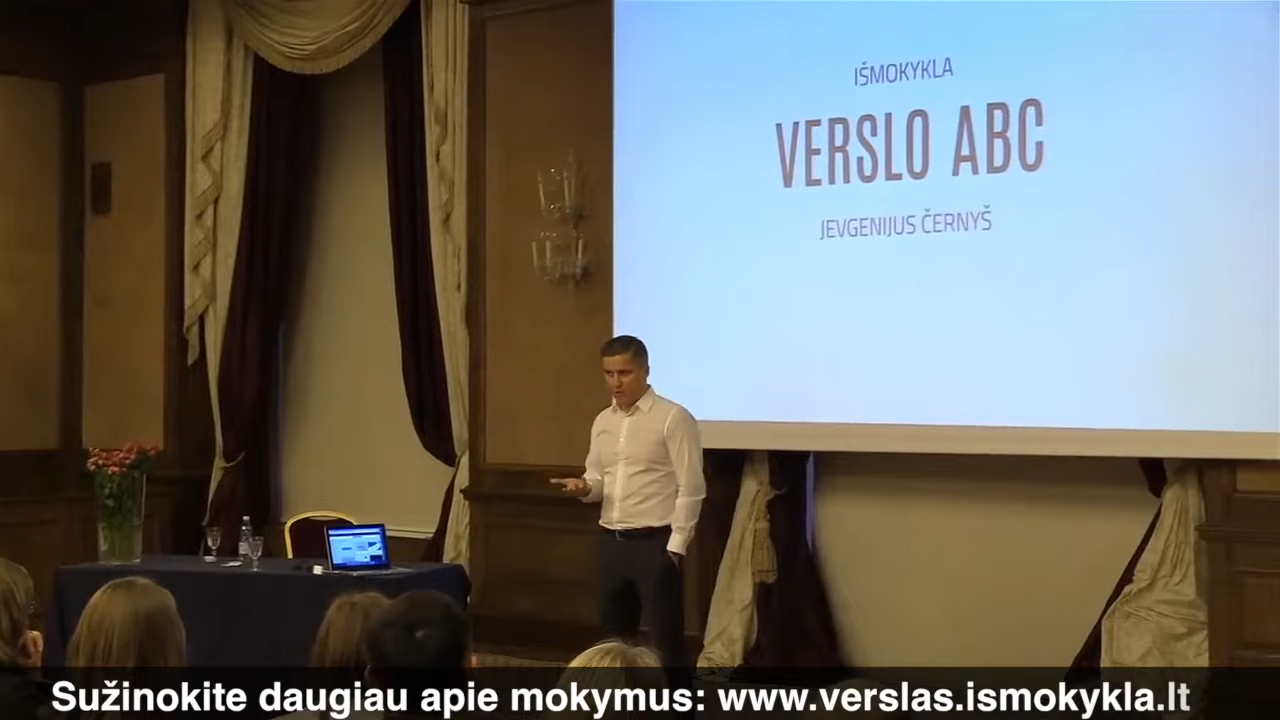 IŠMOKYKLA
VERSLO ABC
JEVGENIJUS ČERNYŠ
Sužinokite daugiau apie mokymus: www.verslas.ismokykla.lt